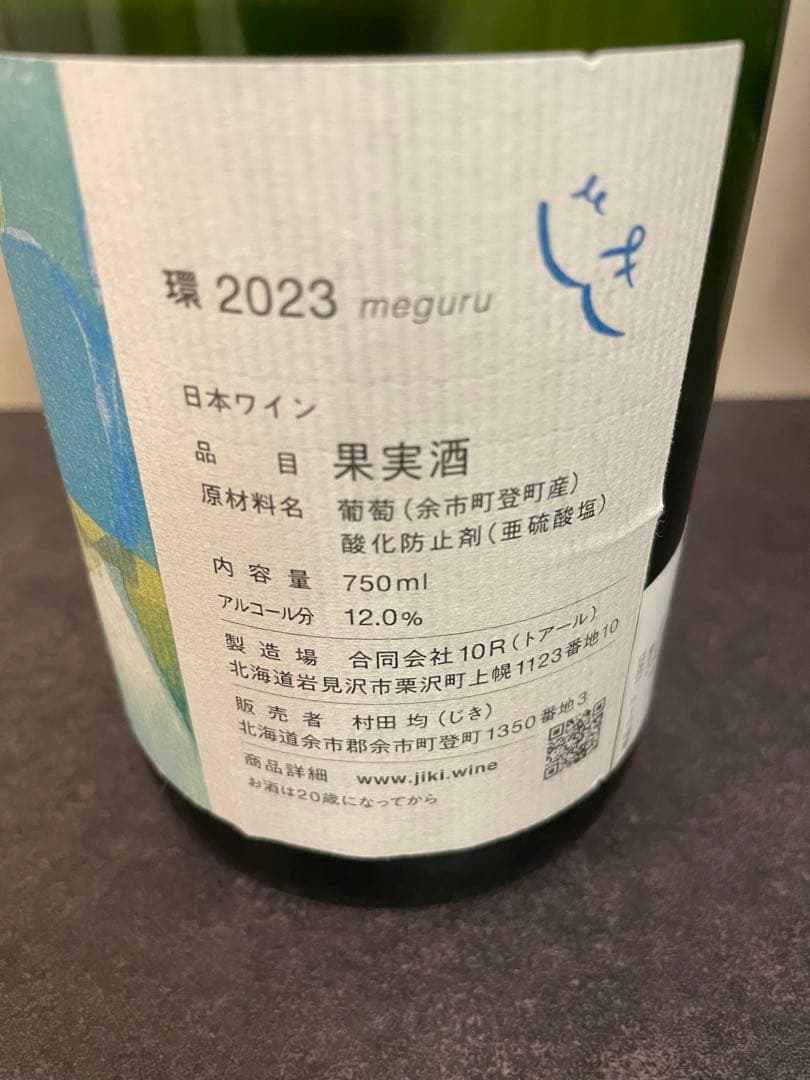 じき
環 2023 meguru
日本ワイン
品目 果実酒
原材料名 葡萄(余市町登町産)
酸化防止剤(亜硫酸塩)
内容量 750ml
アルコール分 12.0%
製造場 合同会社10R(トアール)
北海道岩見沢市栗沢町上幌1123番地10
販売者 村田 均(じき)
北海道余市郡余市町登町1350番地3
商品詳細 www.jiki.wine
お酒は20歳になってから